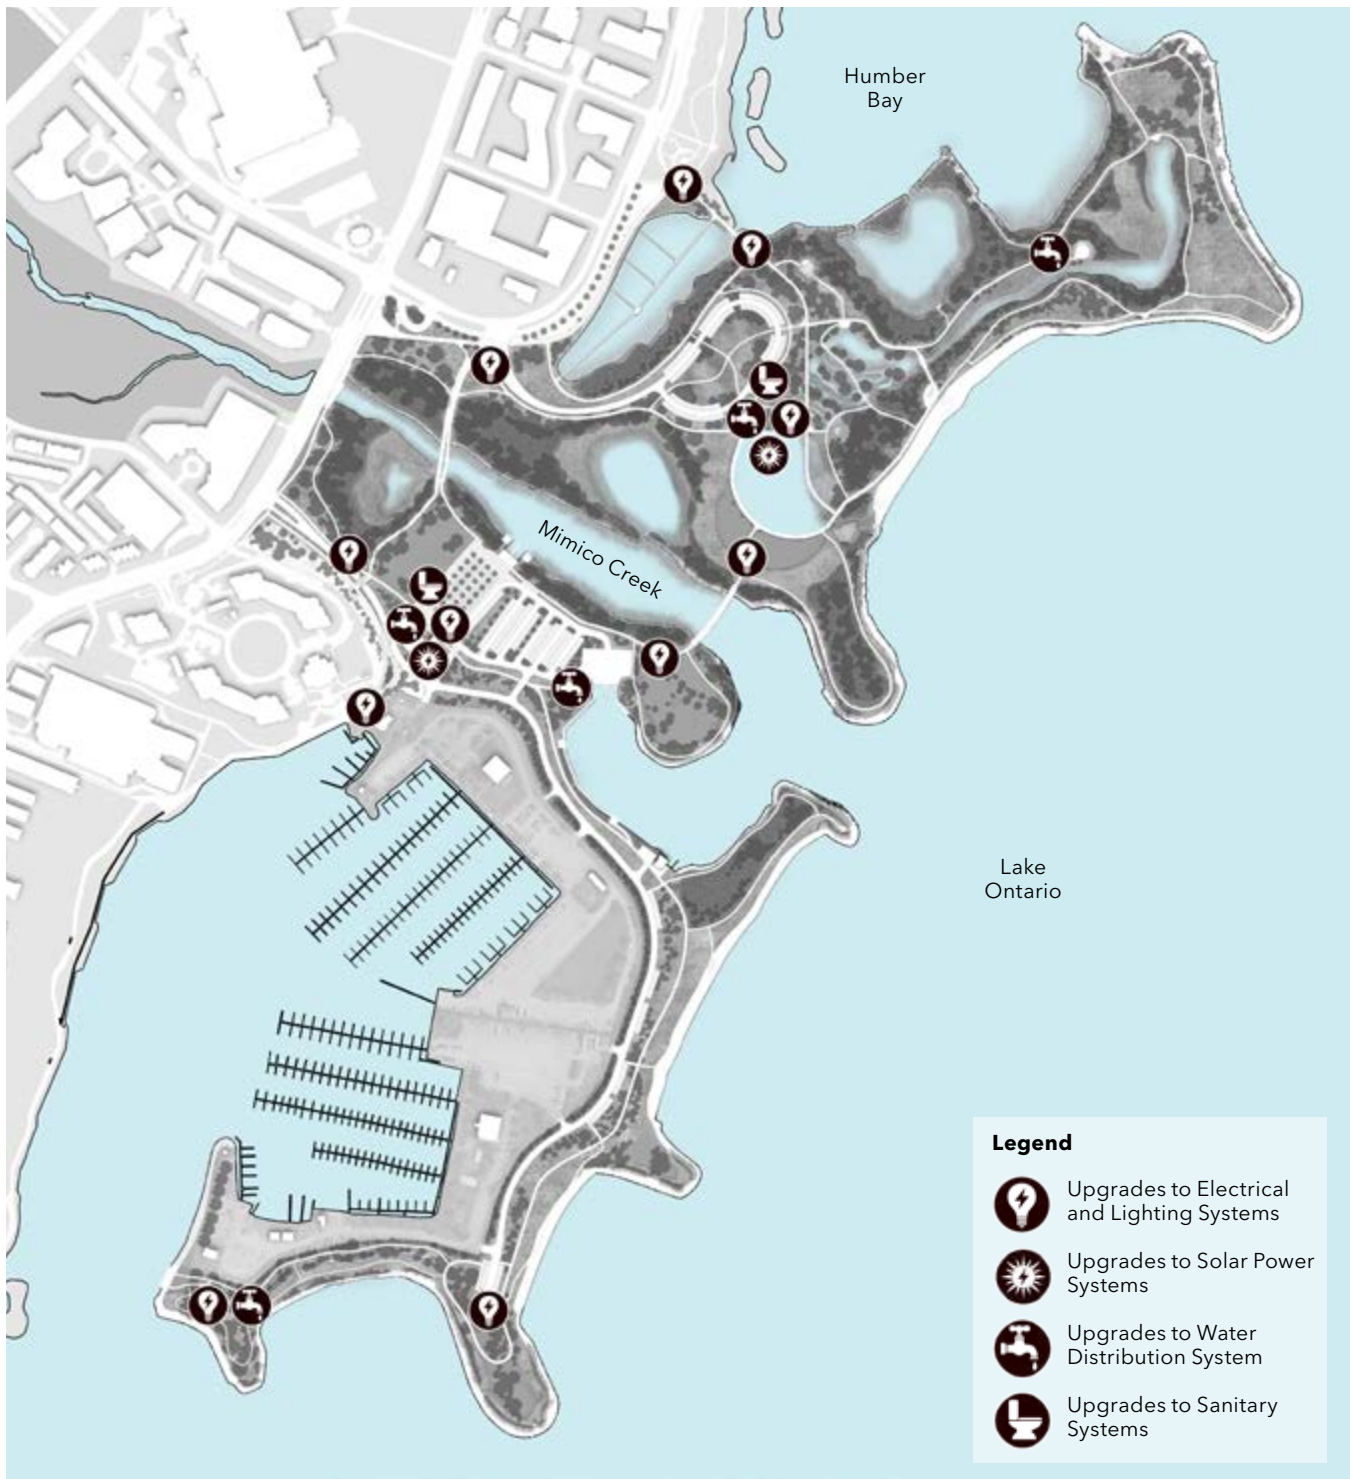 Humber
Bay
Mimico Creek
Lake
Ontario
Legend
Upgrades to Electrical
and Lighting Systems
Upgrades to Solar Power
Systems
Upgrades to Water
Distribution System
Upgrades to Sanitary
Systems